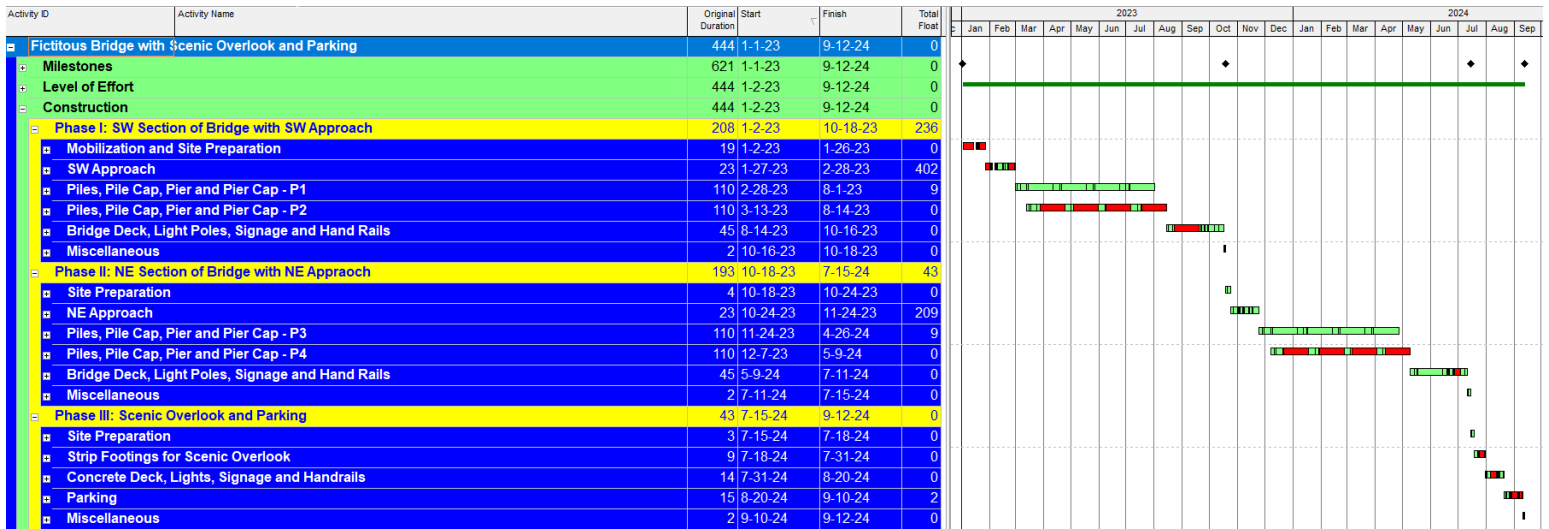 Activity ID Activity Name Original Duration Start Finish Total Float 2023 2024
Jan Feb Mar Apr May Jun Jul Aug Sep Oct Nov Dec Jan Feb Mar Apr May Jun Jul Aug Sep
Fictitous Bridge with Scenic Overlook and Parking 444 1-1-23 9-12-24 0
Milestones 621 1-1-23 9-12-24 0
Level of Effort 444 1-2-23 9-12-24 0
Construction 444 1-2-23 9-12-24 0
Phase I: SW Section of Bridge with SW Approach 208 1-2-23 10-18-23 236
Mobilization and Site Preparation 19 1-2-23 1-26-23 0
SW Approach 23 1-27-23 2-28-23 402
Piles, Pile Cap, Pier and Pier Cap - P1 110 2-28-23 8-1-23 9
Piles, Pile Cap, Pier and Pier Cap - P2 110 3-13-23 8-14-23 0
Bridge Deck, Light Poles, Signage and Hand Rails 45 8-14-23 10-16-23 0
Miscellaneous 2 10-16-23 10-18-23 0
Phase II: NE Section of Bridge with NE Appraoch 193 10-18-23 7-15-24 43
Site Preparation 4 10-18-23 10-24-23 0
NE Approach 23 10-24-23 11-24-23 209
Piles, Pile Cap, Pier and Pier Cap - P3 110 11-24-23 4-26-24 9
Piles, Pile Cap, Pier and Pier Cap - P4 110 12-7-23 5-9-24 0
Bridge Deck, Light Poles, Signage and Hand Rails 45 5-9-24 7-11-24 0
Miscellaneous 2 7-11-24 7-15-24 0
Phase III: Scenic Overlook and Parking 43 7-15-24 9-12-24 0
Site Preparation 3 7-15-24 7-18-24 0
Strip Footings for Scenic Overlook 9 7-18-24 7-31-24 0
Concrete Deck, Lights, Signage and Handrails 14 7-31-24 8-20-24 0
Parking 15 8-20-24 9-10-24 2
Miscellaneous 2 9-10-24 9-12-24 0